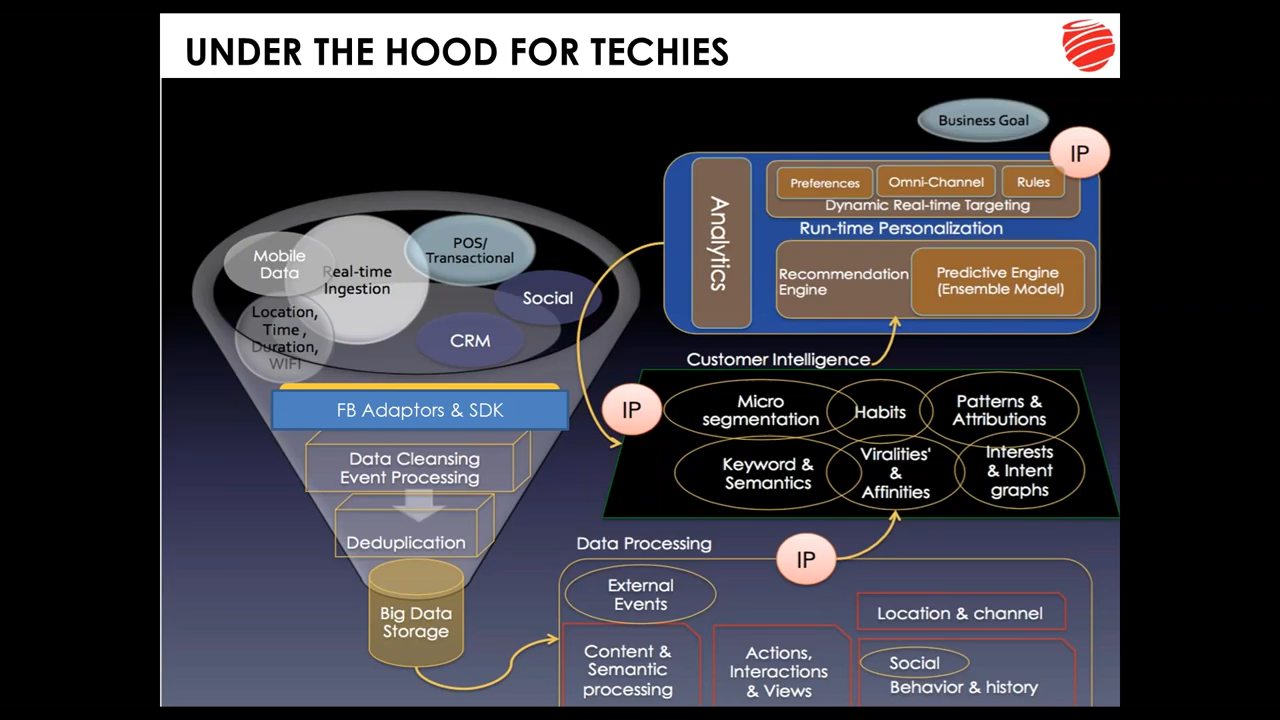 UNDER THE HOOD FOR TECHIES
Business Goal
IP
Analytics
Preferences
Omni-Channel
Rules
Dynamic Real-time Targeting
Run-time Personalization
Recommendation
Engine
Predictive Engine
(Ensemble Model)
Mobile
Data
Real-time
Ingestion
POS/
Transactional
Social
Location,
Time ,
Duration,
WIFI
CRM
FB Adaptors & SDK
Data Cleansing
Event Processing
Deduplication
Big Data
Storage
Customer Intelligence
IP
Micro
segmentation
Habits
Patterns &
Attributions
Keyword &
Semantics
Viralities'
&
Affinities
Interests
& Intent
graphs
Data Processing
IP
External
Events
Location & channel
Content &
Semantic
processing
Actions,
Interactions
& Views
Social
Behavior & history